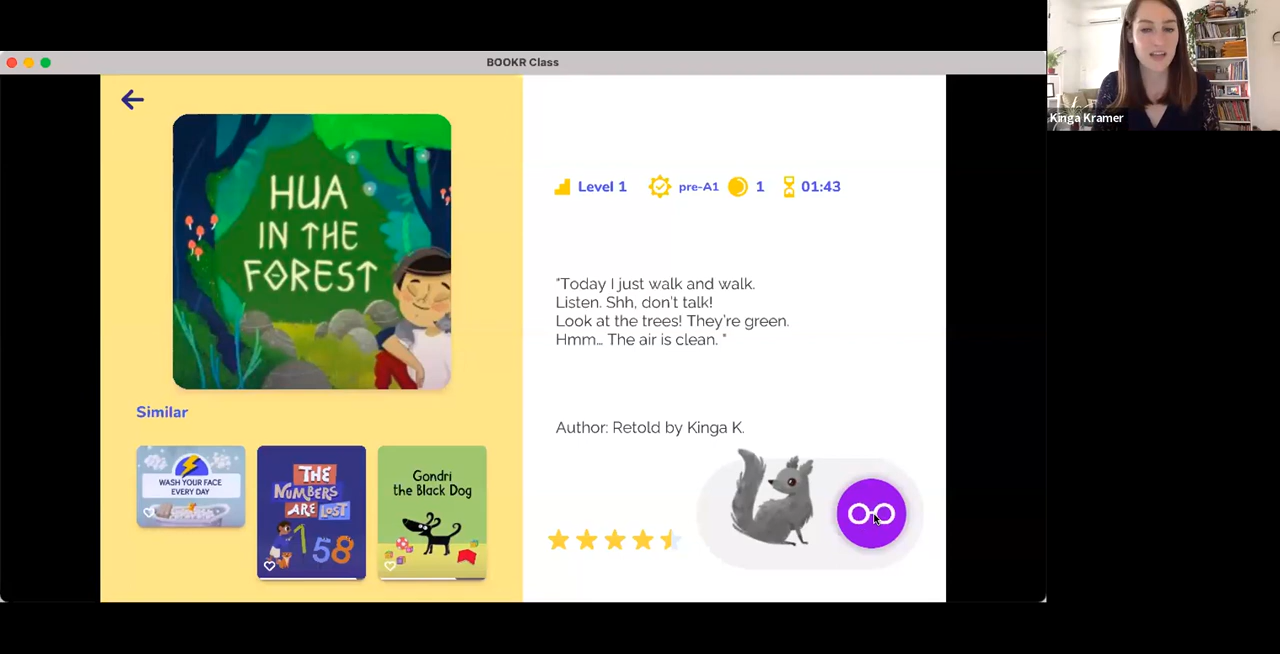 BOOKR Class
Kinga Kramer
HUA
IN THE
FOREST
Similar
WASH YOUR FACE
EVERY DAY
THE
NUMBERS
ARE LOST
158
Gondri
the Black Dog
Level 1
pre-A1
1
01:43
"Today I just walk and walk.
Listen. Shh, don't talk!
Look at the trees! They're green.
Hmm... The air is clean. "
Author: Retold by Kinga K.